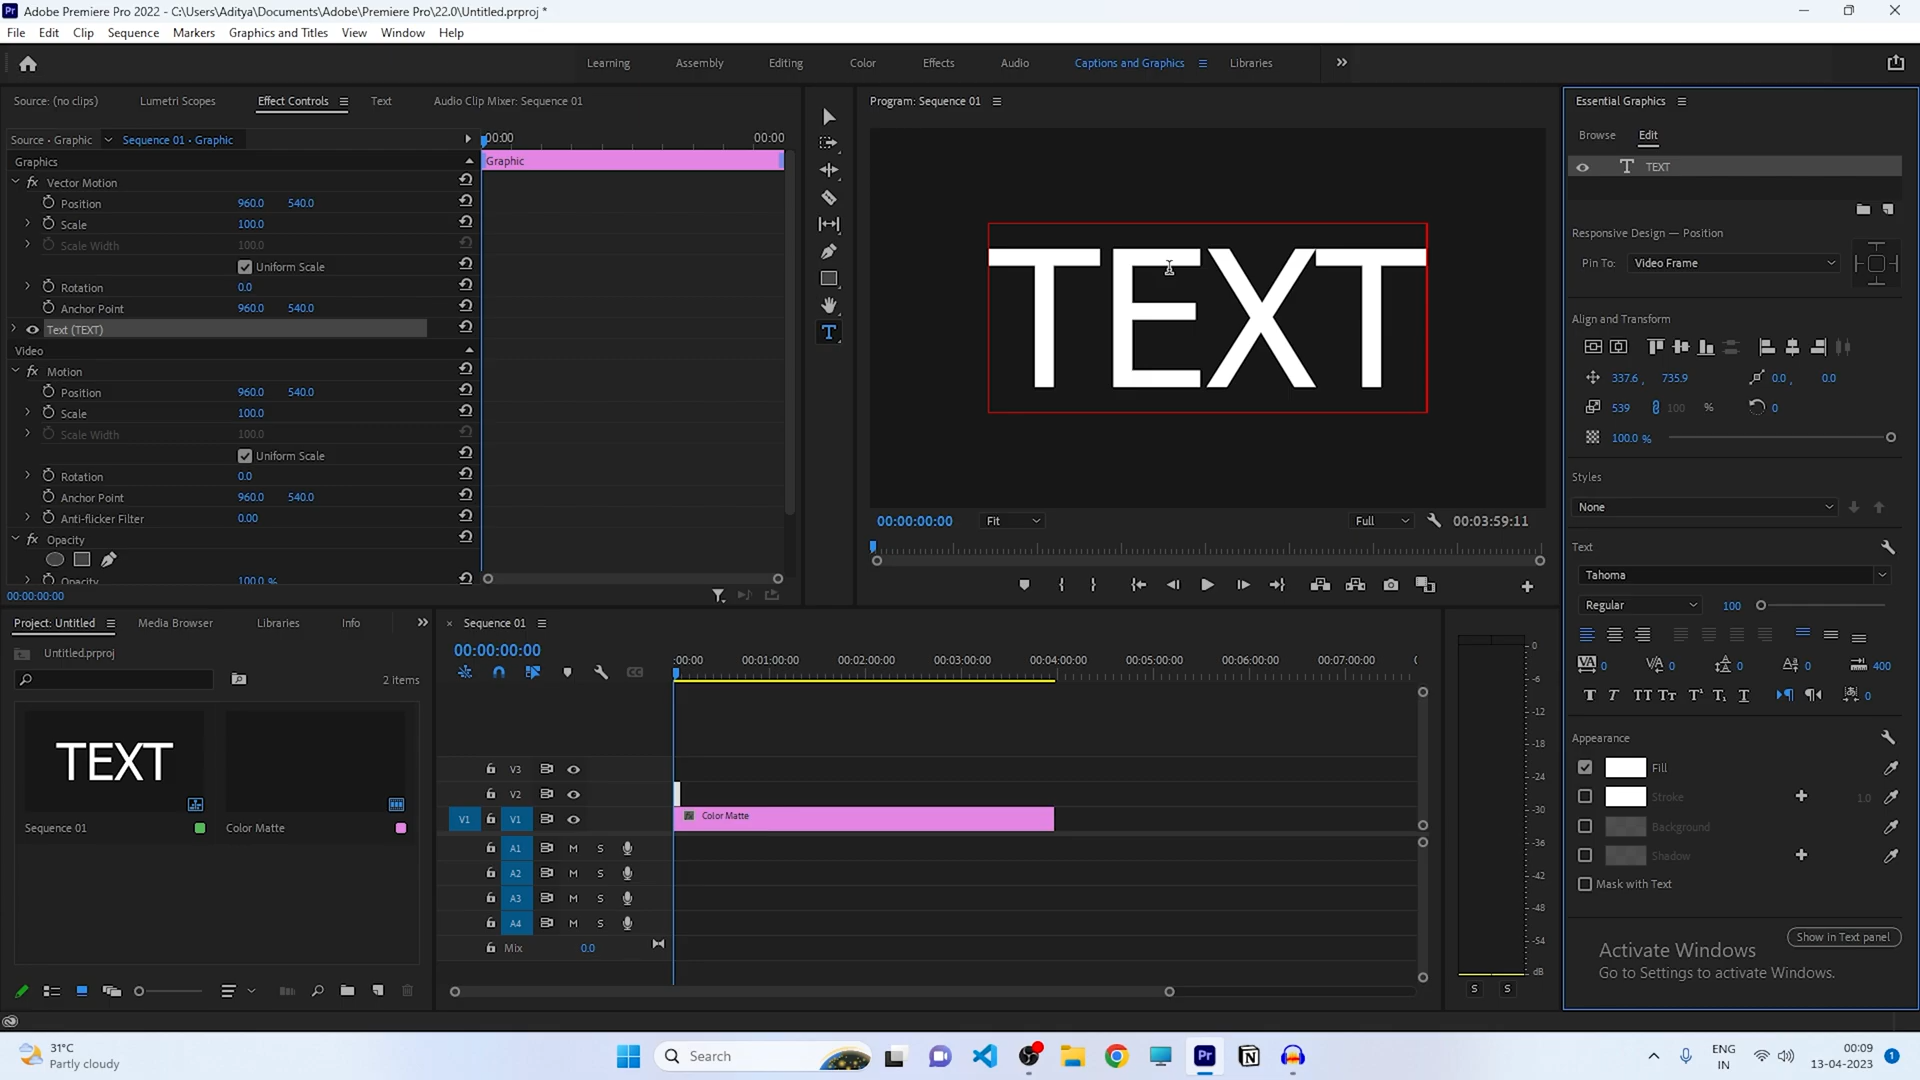 Adobe Premiere Pro 2022 - C:\Users\Aditya\Documents\Adobe\Premiere Pro\22.0\Untitled.prproj *
File Edit Clip Sequence Markers Graphics and Titles View Window Help
Learning Assembly Editing Color Effects Audio Captions and Graphics Libraries
Source: (no clips) Lumetri Scopes Effect Controls Text Audio Clip Mixer: Sequence 01
Source • Graphic Sequence 01 • Graphic
:00:00 00:00
Graphics
Graphic
fx Vector Motion
Position 960.0 540.0
Scale 100.0
Scale Width 100.0
Uniform Scale
Rotation 0.0
Anchor Point 960.0 540.0
Text (TEXT)
Video
fx Motion
Position 960.0 540.0
Scale 100.0
Scale Width 100.0
Uniform Scale
Rotation 0.0
Anchor Point 960.0 540.0
Anti-flicker Filter 0.00
fx Opacity
Opacity 100.0 %
00:00:00:00
Program: Sequence 01
TEXT
00:00:00:00 Fit Full 00:03:59:11
Essential Graphics
Browse Edit
TEXT
Responsive Design — Position
Pin To: Video Frame
Align and Transform
337.6 , 735.9 0.0 , 0.0
539 100 % 0
100.0 %
Styles
None
Text
Tahoma
Regular 100
0 0 0 0 400
0
Appearance
Fill
Stroke 1.0
Background
Shadow
Mask with Text
Show in Text panel
Activate Windows
Go to Settings to activate Windows.
Project: Untitled Media Browser Libraries Info
Untitled.prproj
2 items
TEXT
Sequence 01 Color Matte
× Sequence 01
00:00:00:00
:00:00 00:01:00:00 00:02:00:00 00:03:00:00 00:04:00:00 00:05:00:00 00:06:00:00 00:07:00:00
V3
V2
V1 V1 Color Matte
A1 M S
A2 M S
A3 M S
A4 M S
Mix 0.0
0
-6
-12
-18
-24
-30
-36
-42
-48
-54
dB
S S
31°C
Partly cloudy
Search
ENG
IN
00:09
13-04-2023
1